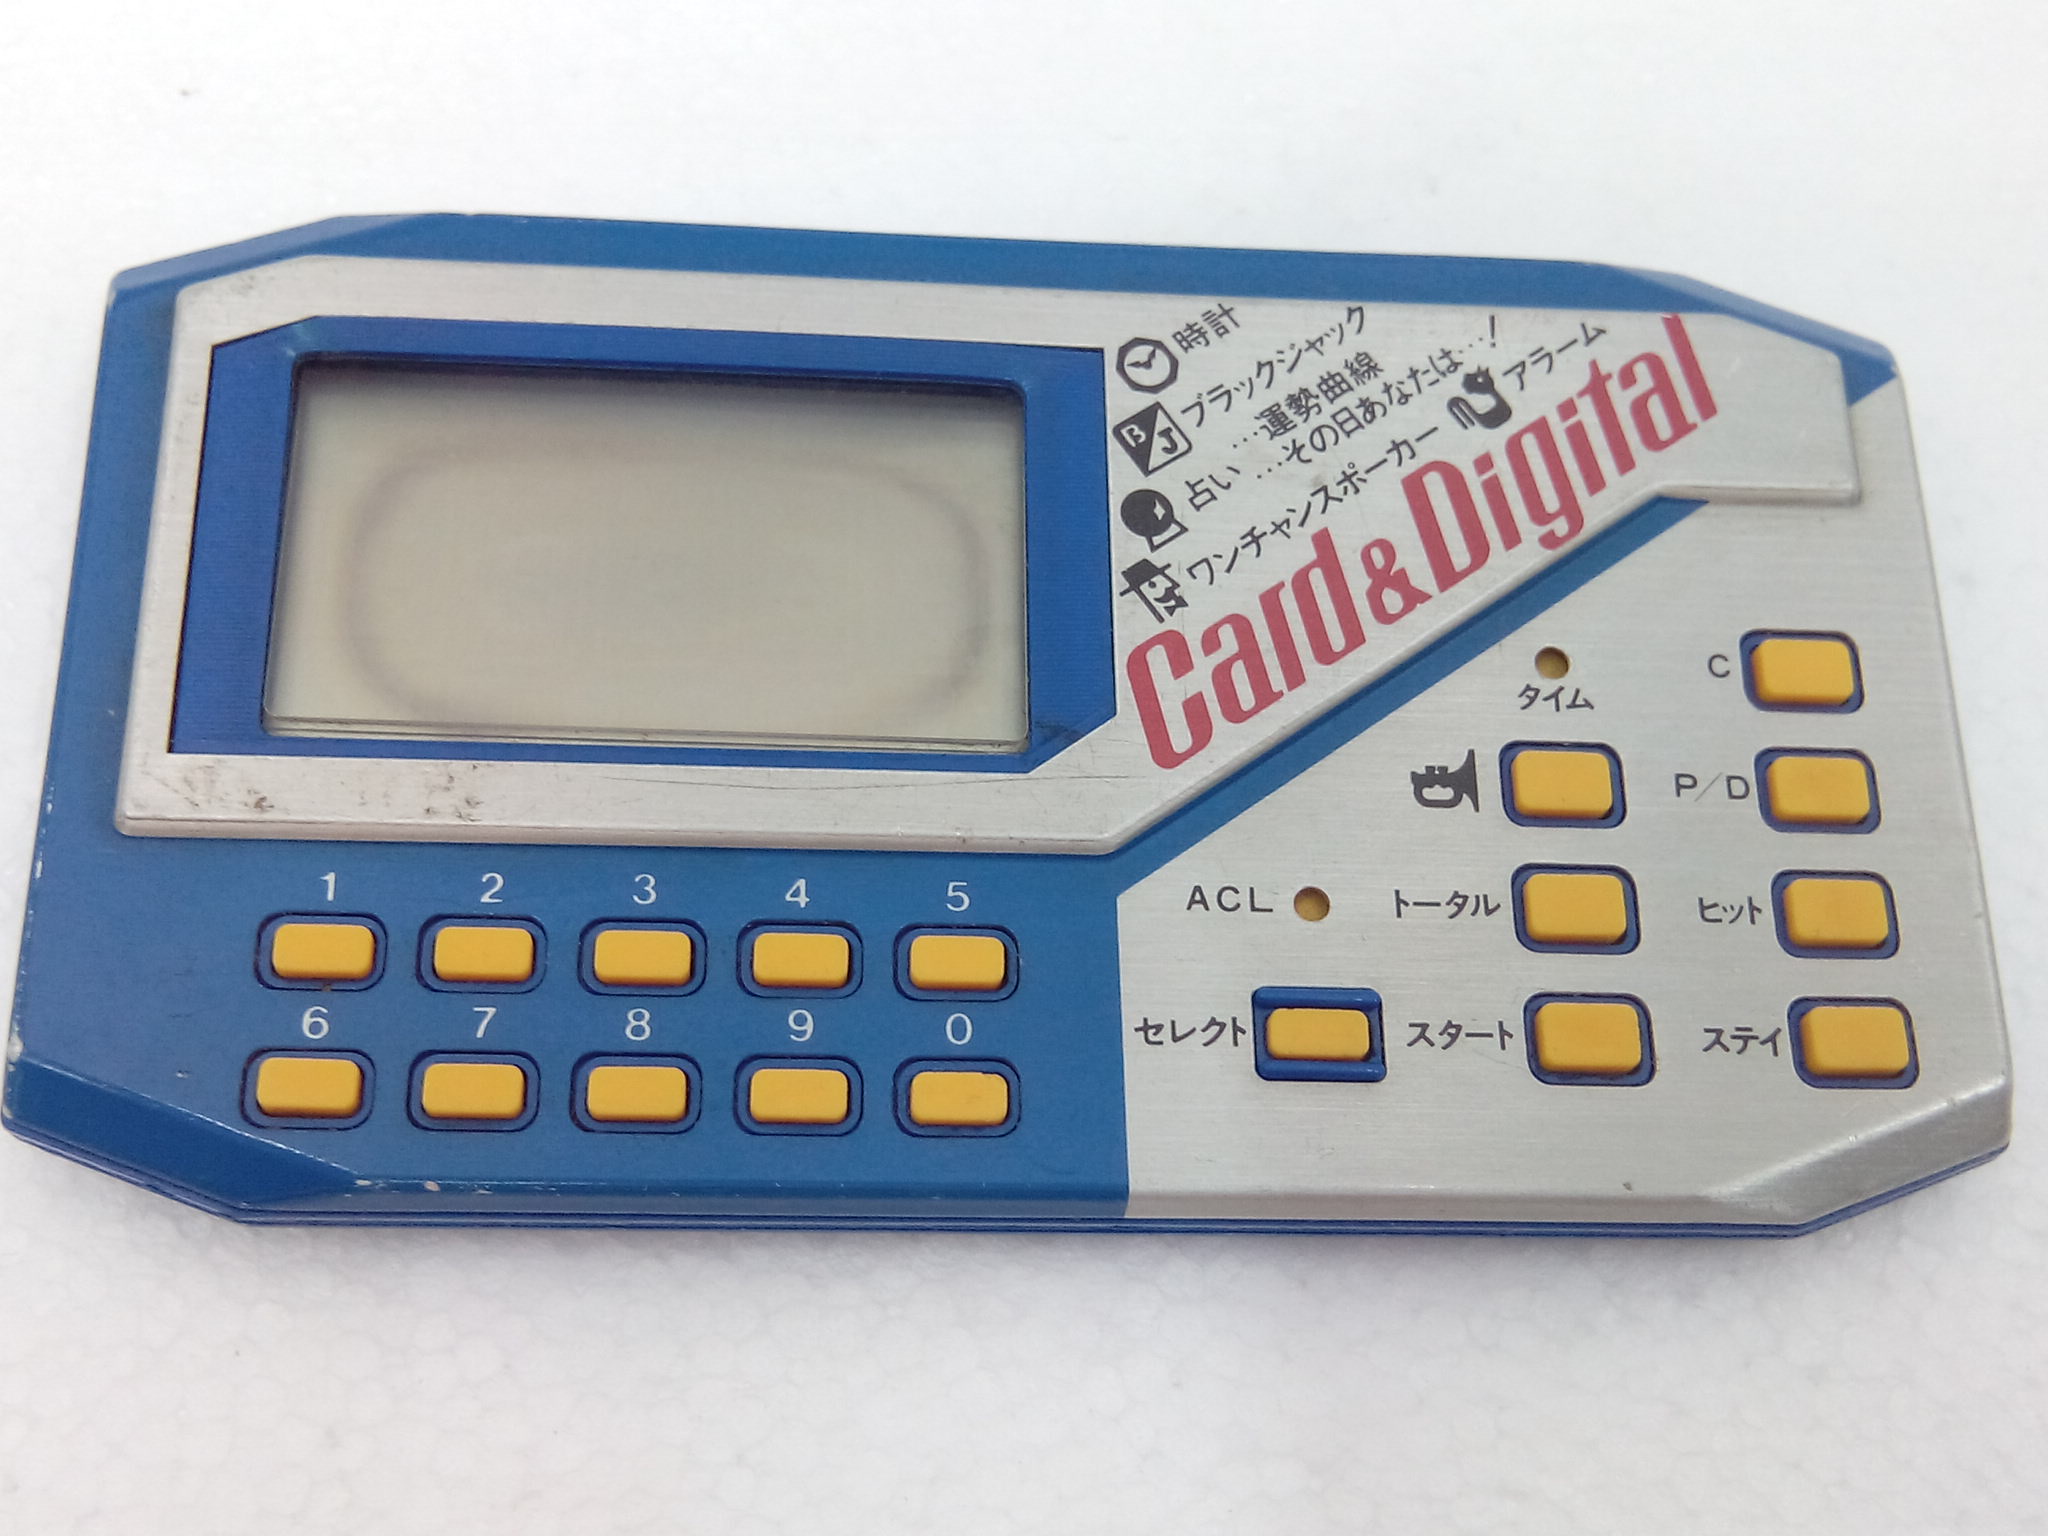 時計
BJ ブラックジャック
…運勢曲線
占い …その日あなたは…!
ワンチャンスポーカー アラーム
Card & Digital
タイム
C
P/D
ACL トータル ヒット
セレクト スタート ステイ
1 2 3 4 5
6 7 8 9 0